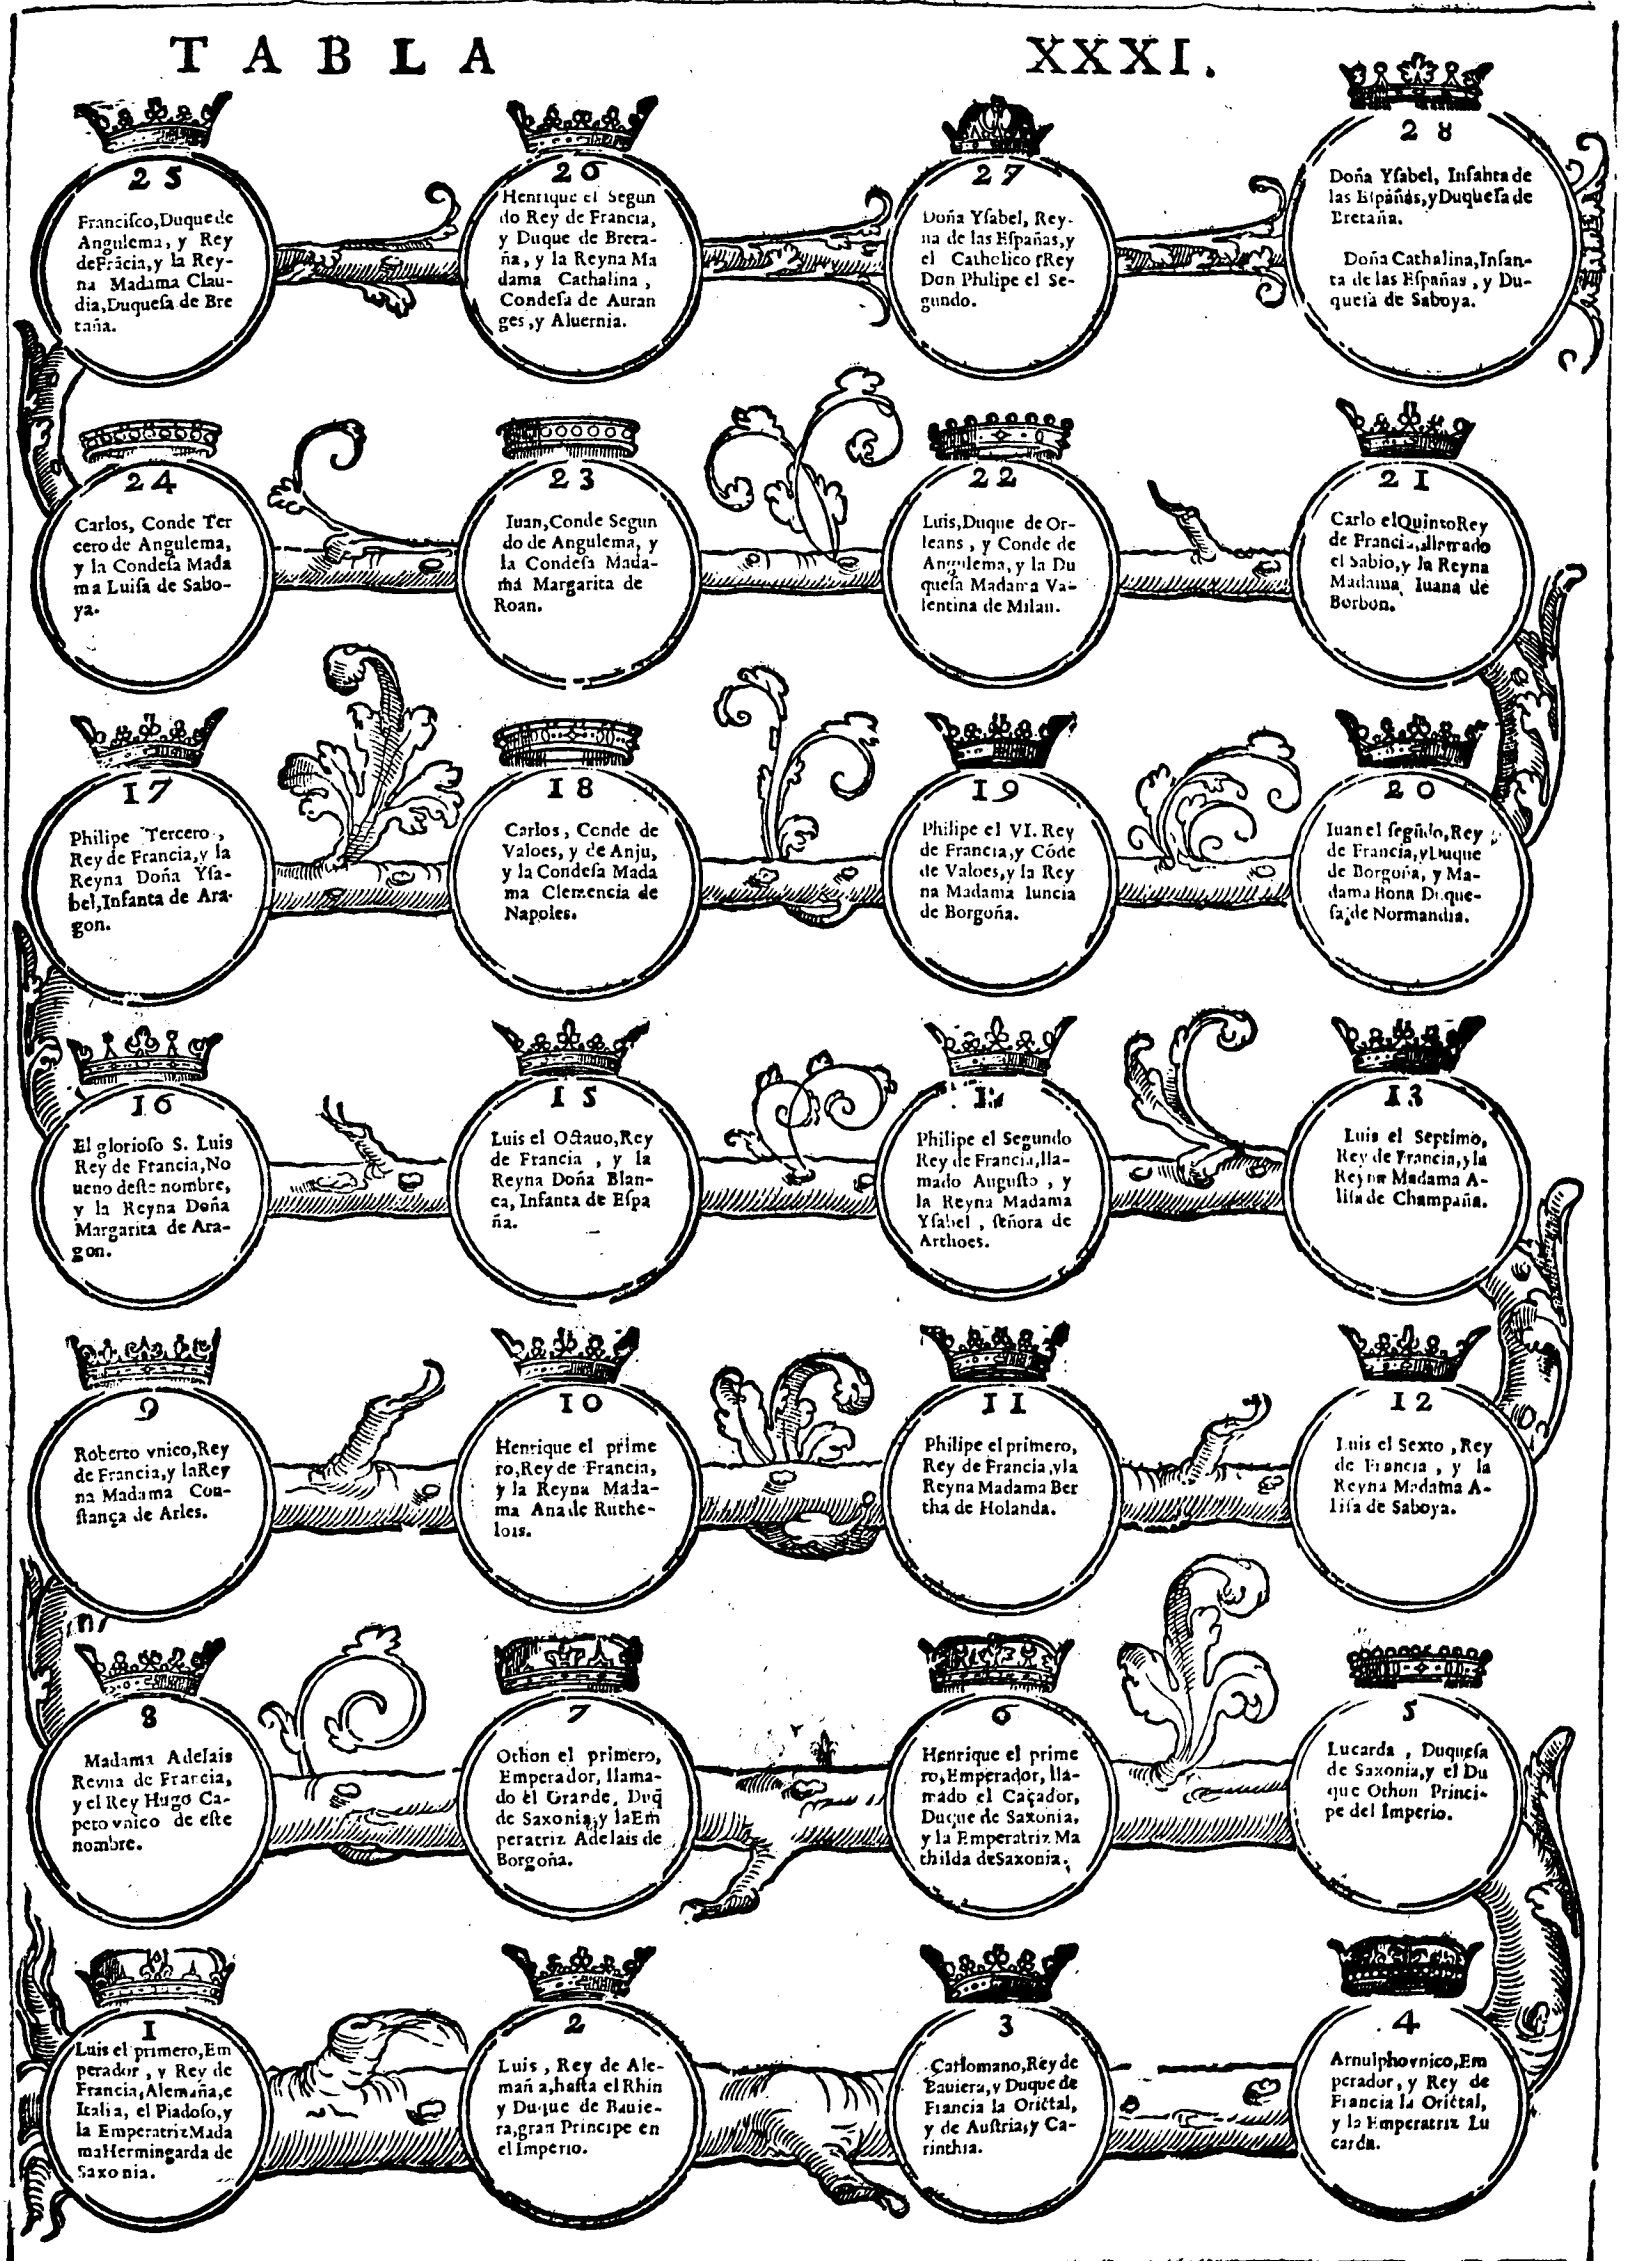 TABLA XXXI.
25
Franciſco,Duque de
Angulema, y Rey
deFrãcia,y la Rey-
na Madama Clau-
dia,Duqueſa de Bre
taña.
26
Henrique el Segun
do Rey de Francia,
y Duque de Breta-
ña, y la Reyna Ma
dama Cathalina,
Condeſa de Auran
ges,y Aluernia.
27
Doña Yſabel, Rey-
na de las Eſpañas,y
el Catholico Rey
Don Philipe el Se-
gundo.
28
Doña Yſabel, Infanta de
las Eſpañas,y Duqueſa de
Bretaña.
Doña Cathalina,Infan-
ta de las Eſpañas, y Du-
queſa de Saboya.
24
Carlos, Conde Ter
cero de Angulema,
y la Condeſa Mada
ma Luiſa de Sabo-
ya.
23
Iuan,Conde Segun
do de Angulema, y
la Condeſa Mada-
má Margarita de
Roan.
22
Luis,Duque de Or-
leans, y Conde de
Angulema, y la Du
queſa Madama Va-
lentina de Milan.
21
Carlo elQuintoRey
de Francia,llamado
el Sabio,y la Reyna
Madama Iuana de
Borbon.
17
Philipe Tercero,
Rey de Francia,y la
Reyna Doña Yſa-
bel,Infanta de Ara-
gon.
18
Carlos, Conde de
Valoes, y de Anju,
y la Condeſa Mada
ma Clemencia de
Napoles.
19
Philipe el VI. Rey
de Francia,y Cõde
de Valoes,y la Rey
na Madama Iuncia
de Borgoña.
20
Iuan el ſegũdo,Rey
de Francia,yDuque
de Borgoña, y Ma-
dama Bona Duque-
ſa,de Normandia.
16
El glorioſo S. Luis
Rey de Francia,No
ueno deſte nombre,
y la Reyna Doña
Margarita de Ara-
gon.
15
Luis el Octauo,Rey
de Francia, y la
Reyna Doña Blan-
ca, Infanta de Eſpa
ña.
Philipe el Segundo
Rey de Francia,lla-
mado Auguſto, y
la Reyna Madama
Yſabel, ſeñora de
Arthoes.
13
Luis el Septimo,
Rey de Francia,y la
Reyna Madama A-
liſa de Champaña.
9
Roberto vnico,Rey
de Francia,y laRey
na Madama Con-
ſtança de Arles.
10
Henrique el prime
ro,Rey de Francia,
y la Reyna Mada-
ma Ana de Ruthe-
lois.
11
Philipe el primero,
Rey de Francia,yla
Reyna Madama Ber
tha de Holanda.
12
Luis el Sexto, Rey
de Francia, y la
Reyna Madama A-
liſa de Saboya.
8
Madama Adelais
Reyna de Francia,
y el Rey Hugo Ca-
peto vnico de eſte
nombre.
7
Othon el primero,
Emperador, llama-
do el Grande, Duq̃
de Saxonia,y laEm
peratriz Adelais de
Borgoña.
6
Henrique el prime
ro,Emperador, lla-
mado el Caçador,
Duque de Saxonia,
y la Emperatriz Ma
thilda deSaxonia.
5
Lucarda, Duqueſa
de Saxonia,y el Du
que Othon Princi-
pe del Imperio.
1
Luis el primero,Em
perador, y Rey de
Francia,Alemaña,e
Italia, el Piadoſo,y
la EmperatrizMada
maHermingarda de
Saxonia.
2
Luis, Rey de Ale-
maña,haſta el Rhin
y Duque de Bauie-
ra,gran Principe en
el Imperio.
3
Carlomano,Rey de
Bauiera,y Duque de
Francia la Oriẽtal,
y de Auſtria,y Ca-
rinthia.
4
Arnulphovnico,Em
perador, y Rey de
Francia la Oriẽtal,
y la Emperatriz Lu
carda.